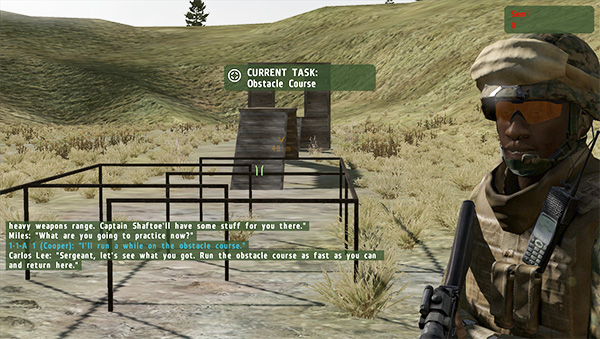 CURRENT TASK:
Obstacle Course
heavy weapons range. Captain Shaftoe'll have some stuff for you there."
Miles: "What are you going to practice now?"
1-1-A 1 (Cooper): "I'll run a while on the obstacle course."
Carlos Lee: "Sergeant, let's see what you got. Run the obstacle course as fast as you can
and return here."